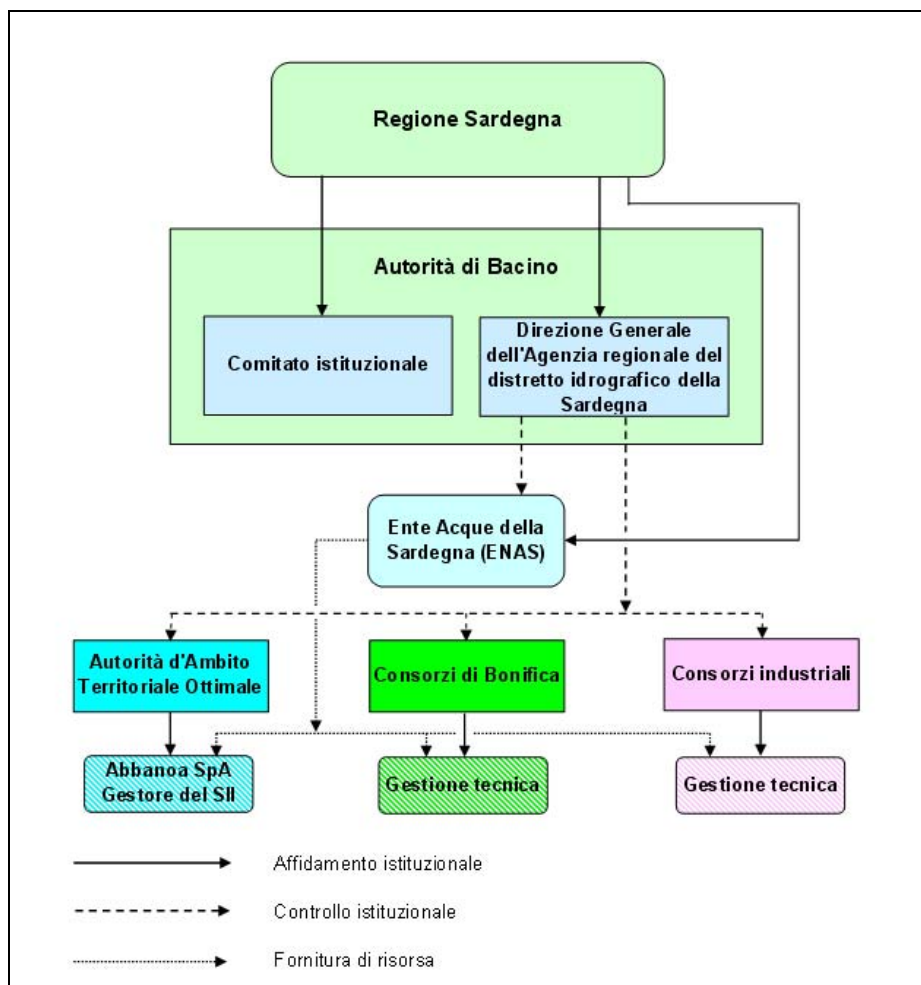 Regione Sardegna
Autorità di Bacino
Comitato istituzionale
Direzione Generale
dell'Agenzia regionale del
distretto idrografico della
Sardegna
Ente Acque della
Sardegna (ENAS)
Autorità d'Ambito
Territoriale Ottimale
Consorzi di Bonifica
Consorzi industriali
Abbanoa SpA
Gestore del SII
Gestione tecnica
Gestione tecnica
Affidamento istituzionale
Controllo istituzionale
Fornitura di risorsa